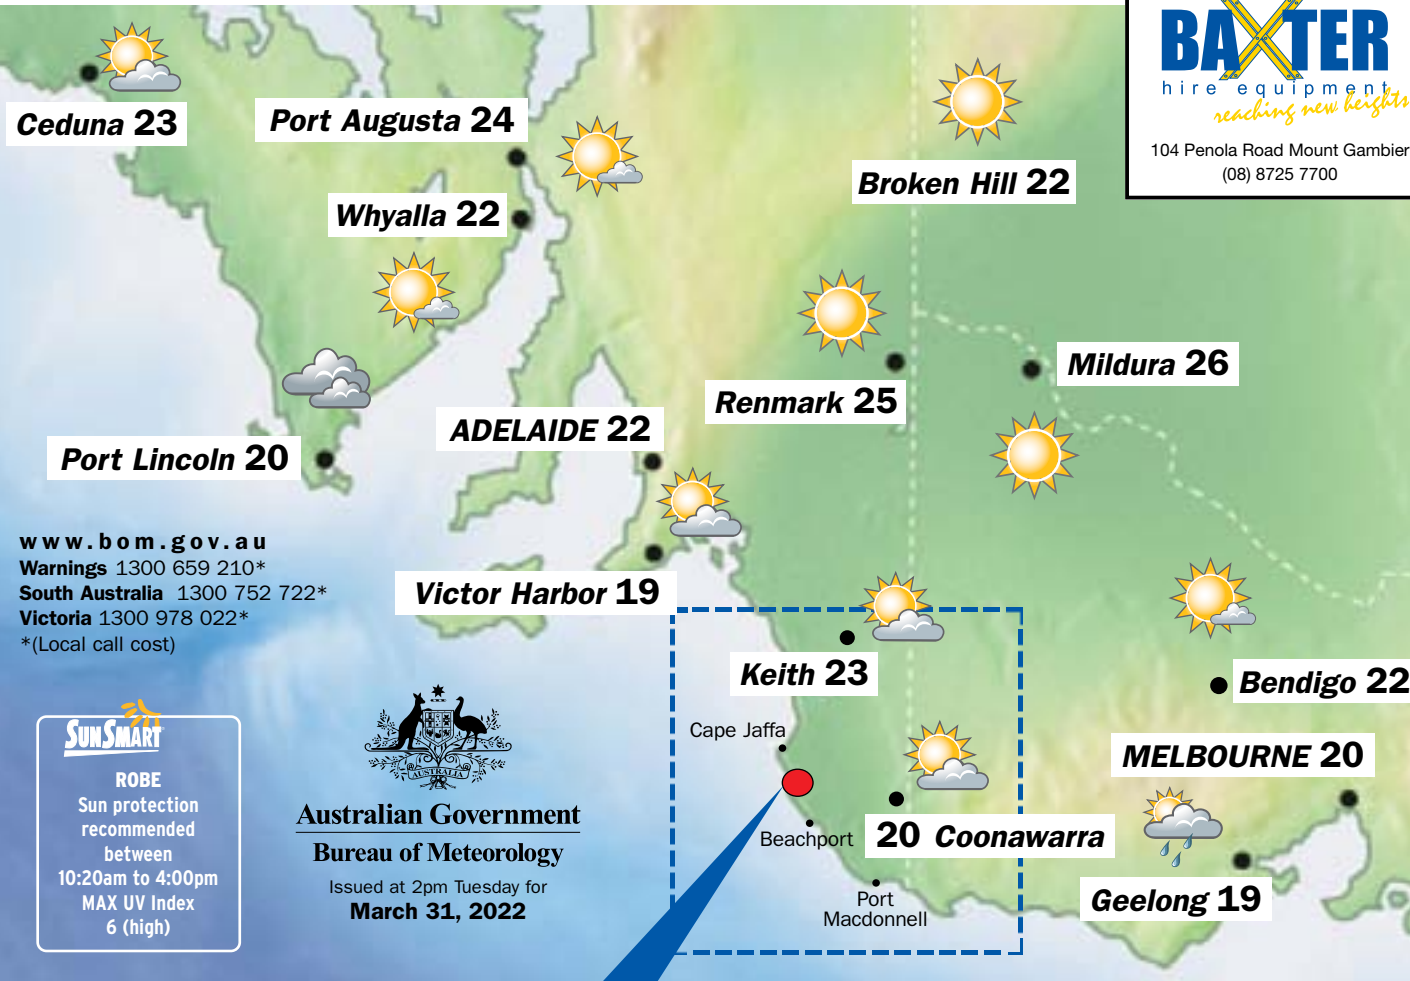 BAXTER
hire equipment
reaching new heights
104 Penola Road Mount Gambier
(08) 8725 7700
Ceduna 23
Port Augusta 24
Whyalla 22
Broken Hill 22
Renmark 25
Mildura 26
ADELAIDE 22
Port Lincoln 20
Victor Harbor 19
www.bom.gov.au
Warnings 1300 659 210*
South Australia 1300 752 722*
Victoria 1300 978 022*
*(Local call cost)
Keith 23
Bendigo 22
Cape Jaffa
MELBOURNE 20
Beachport
20 Coonawarra
Port
Macdonnell
Geelong 19
SUNSMART
ROBE
Sun protection
recommended
between
10:20am to 4:00pm
MAX UV Index
6 (high)
AUSTRALIA
Australian Government
Bureau of Meteorology
Issued at 2pm Tuesday for
March 31, 2022